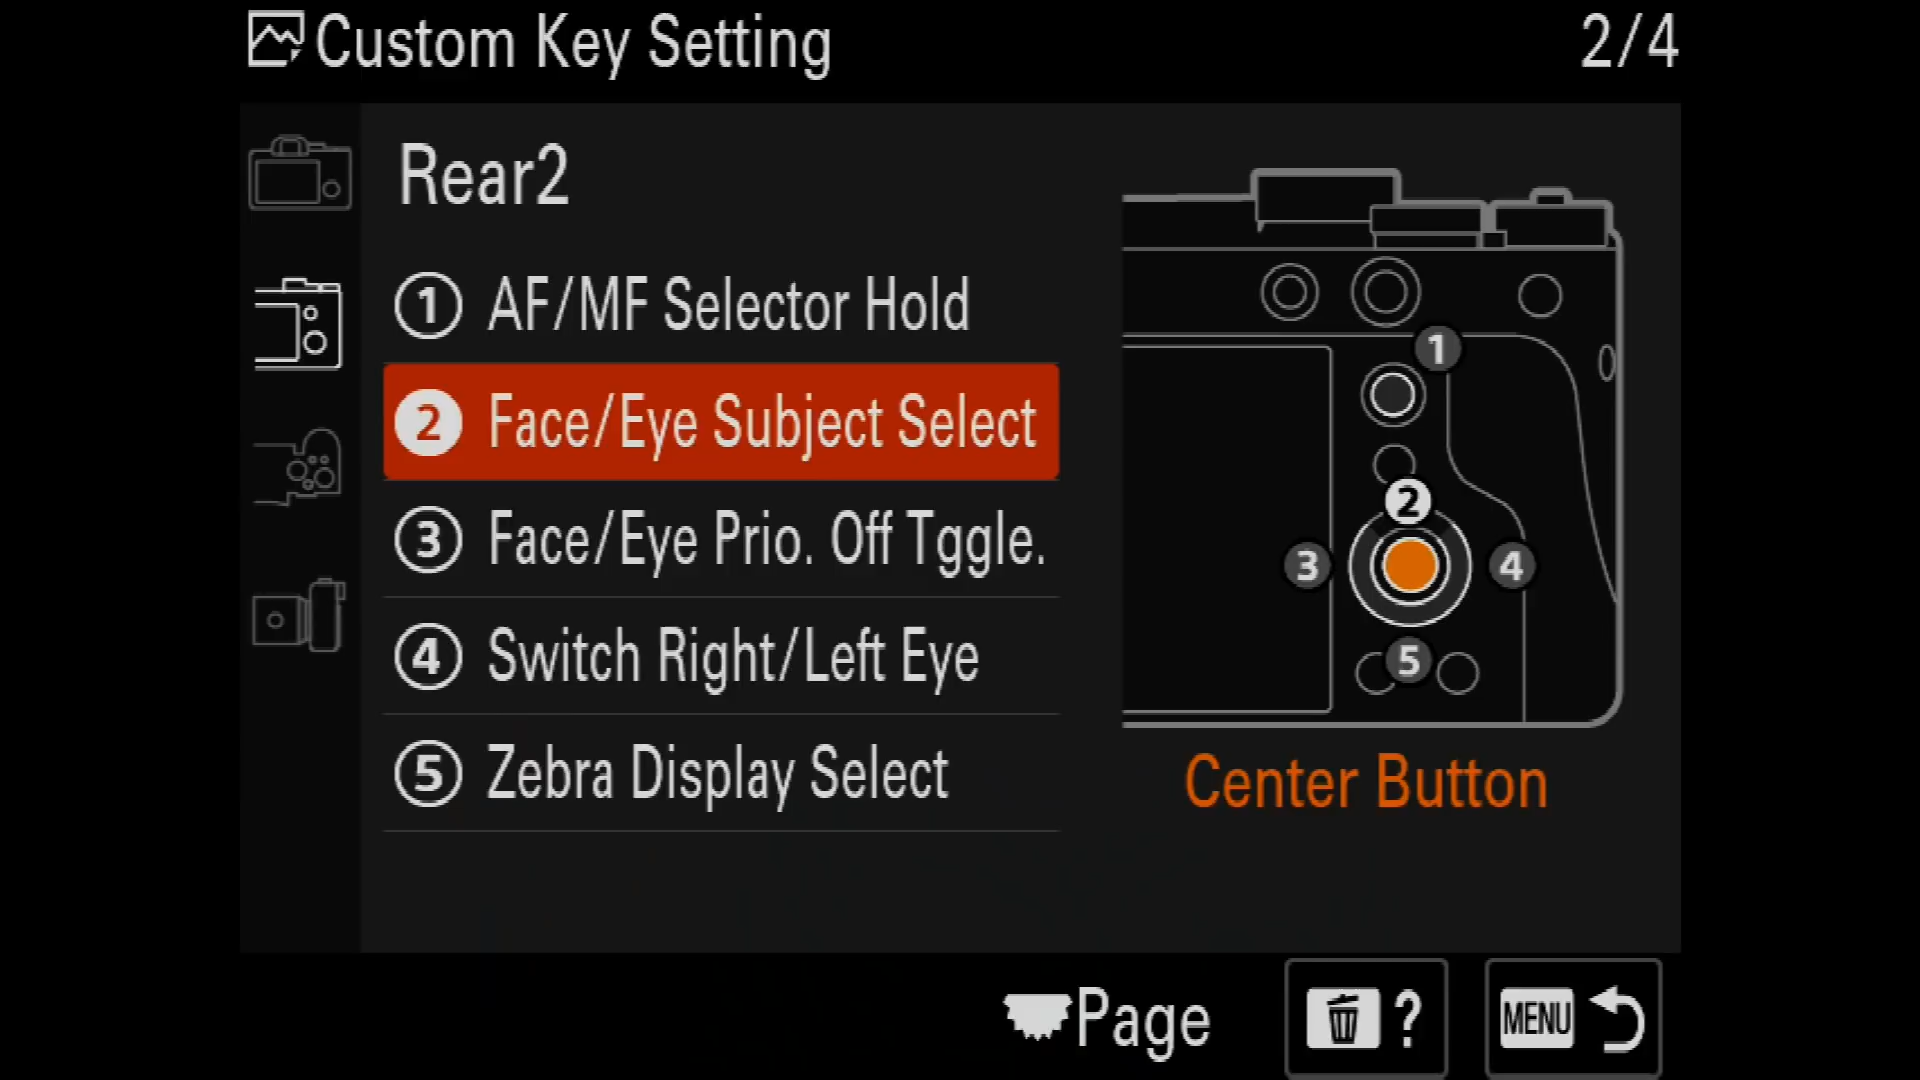 Custom Key Setting 2/4
Rear2
1 AF/MF Selector Hold
2 Face/Eye Subject Select
3 Face/Eye Prio. Off Tggle.
4 Switch Right/Left Eye
5 Zebra Display Select
1
2
3 4
5
Center Button
Page ? MENU